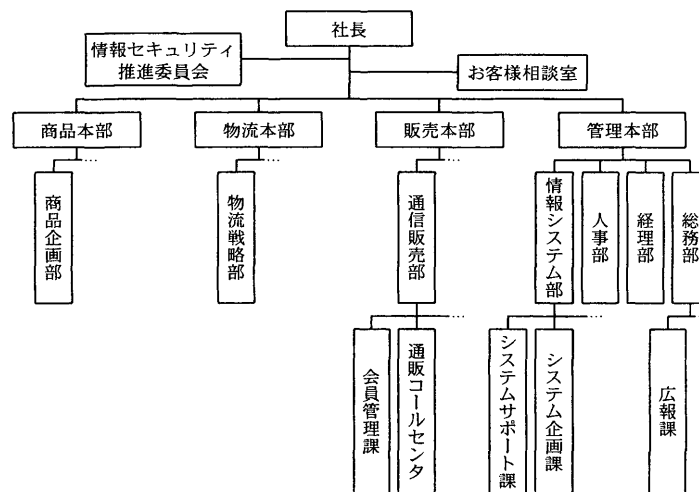 社長
情報セキュリティ
推進委員会
お客様相談室
商品本部
物流本部
販売本部
管理本部
…
…
…
商品企画部
物流戦略部
通信販売部
情報システム部
人事部
経理部
総務部
…
…
会員管理課
通販コールセンタ
システムサポート課
システム企画課
広報課